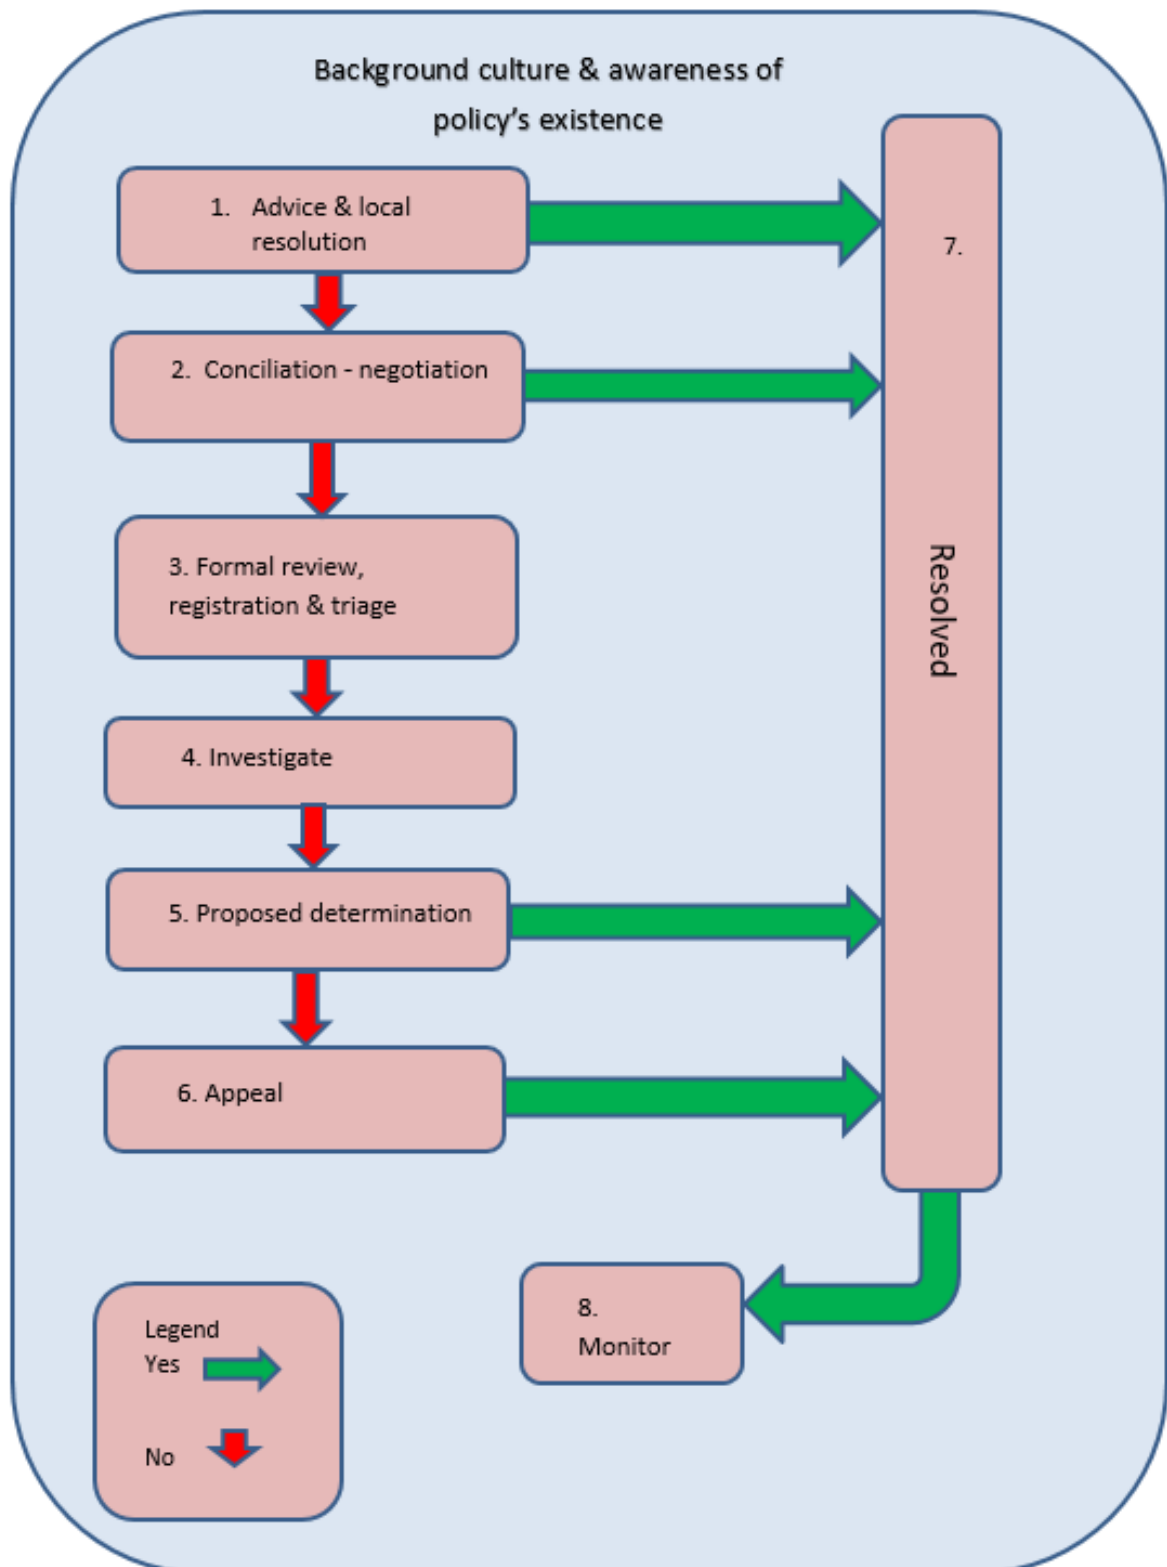 Background culture & awareness of
policy's existence
1. Advice & local
resolution
7.
2. Conciliation - negotiation
3. Formal review,
registration & triage
Resolved
4. Investigate
5. Proposed determination
6. Appeal
8.
Monitor
Legend
Yes
No